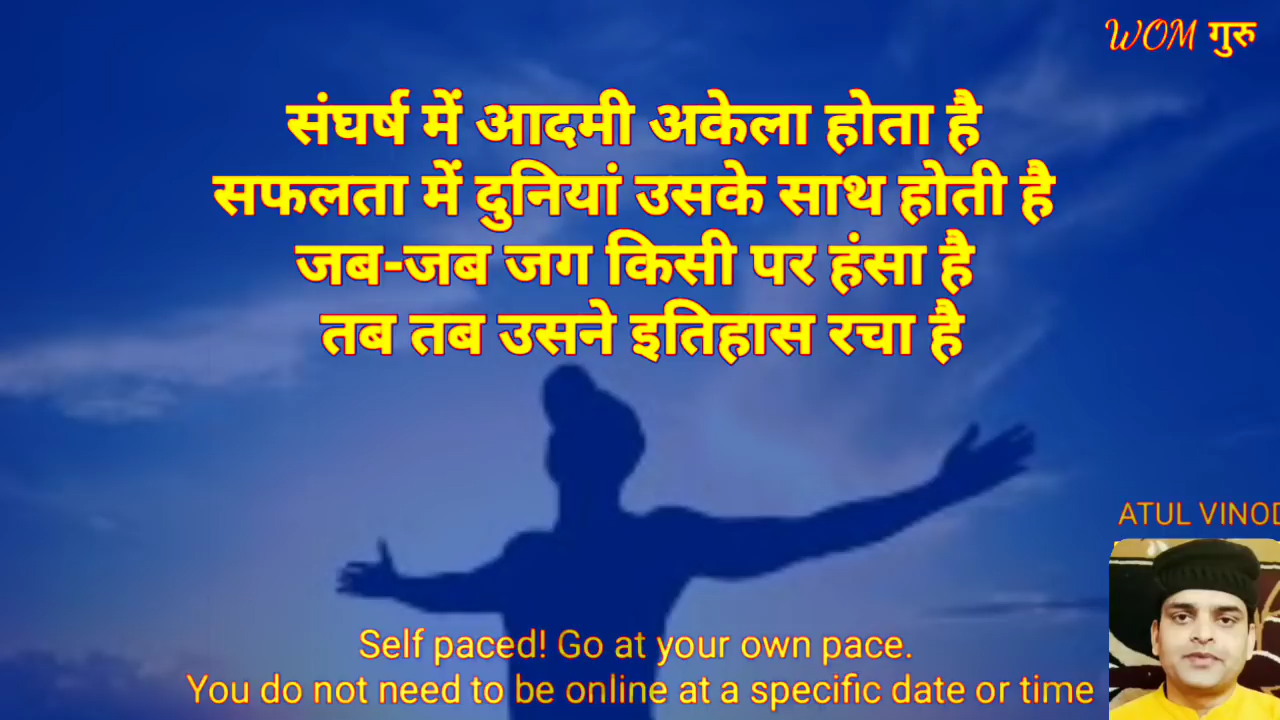 WOM गुरु
संघर्ष में आदमी अकेला होता है
सफलता में दुनियां उसके साथ होती है
जब-जब जग किसी पर हंसा है
तब तब उसने इतिहास रचा है
ATUL VINOD
Self paced! Go at your own pace.
You do not need to be online at a specific date or time